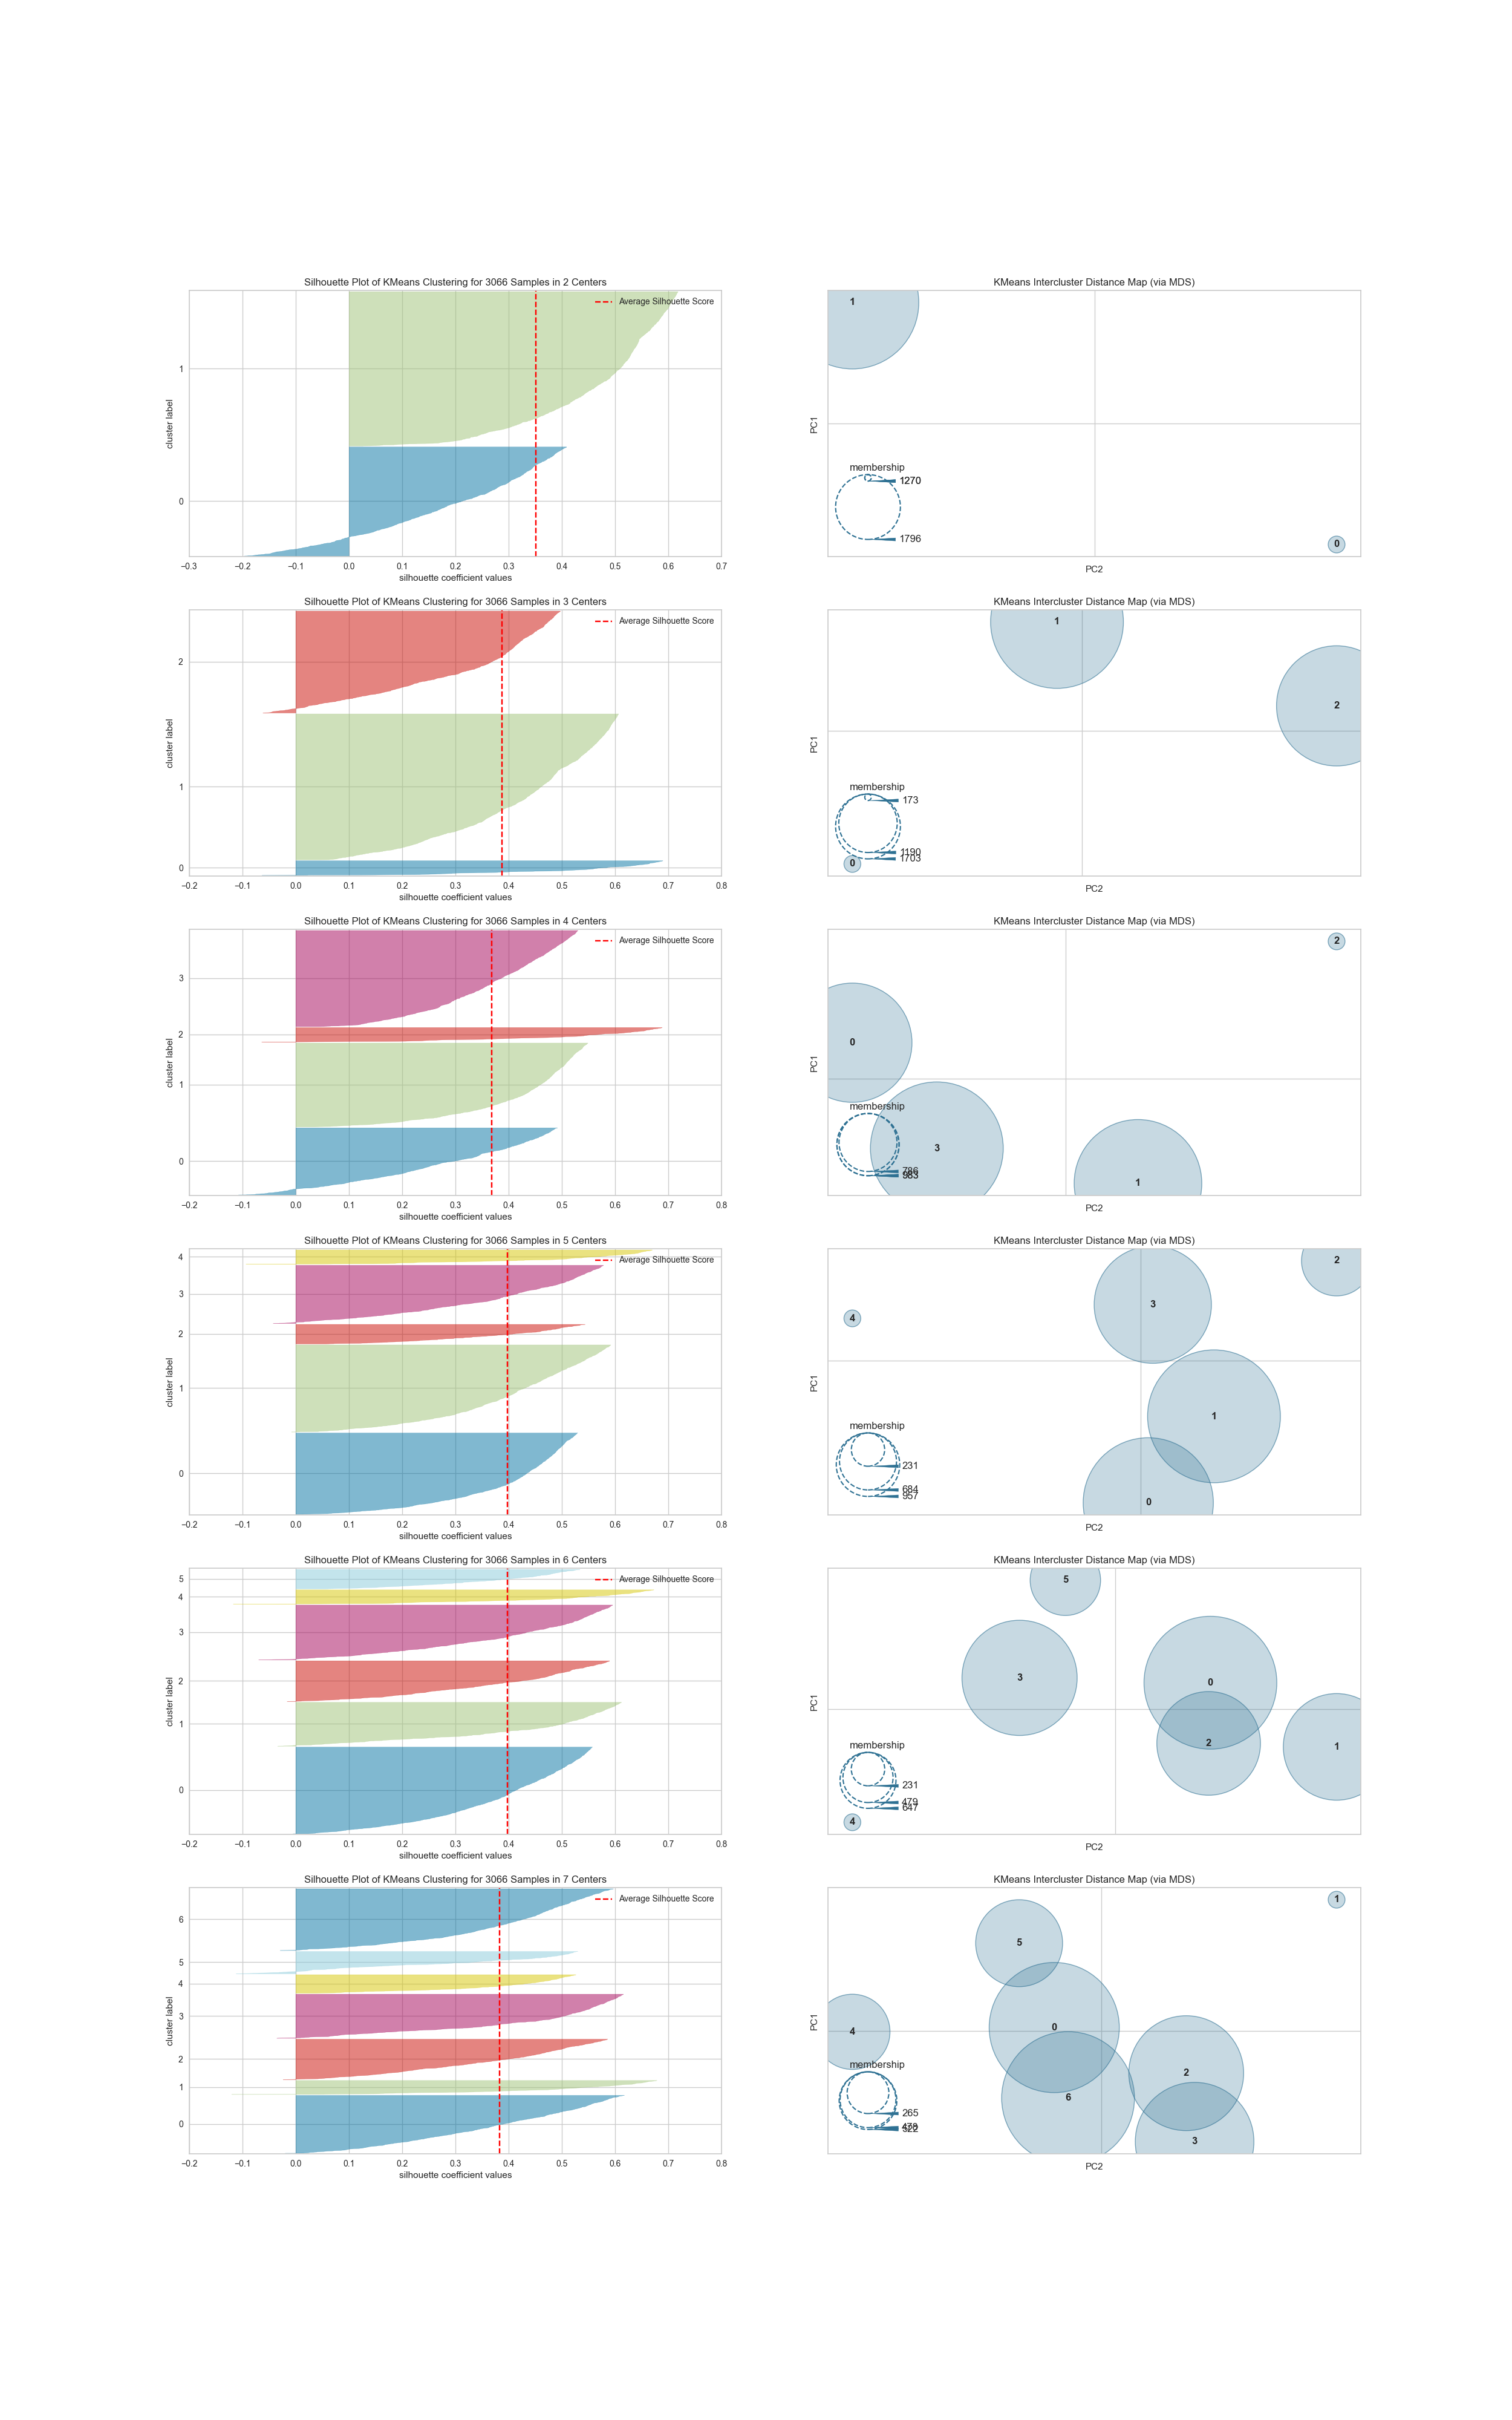 Silhouette Plot of KMeans Clustering for 3066 Samples in 2 Centers
Average Silhouette Score
1
0
cluster label
−0.3 −0.2 −0.1 0.0 0.1 0.2 0.3 0.4 0.5 0.6 0.7
silhouette coefficient values
KMeans Intercluster Distance Map (via MDS)
1
PC1
membership
1270
1796
0
PC2
Silhouette Plot of KMeans Clustering for 3066 Samples in 3 Centers
Average Silhouette Score
2
1
0
cluster label
−0.2 −0.1 0.0 0.1 0.2 0.3 0.4 0.5 0.6 0.7 0.8
silhouette coefficient values
KMeans Intercluster Distance Map (via MDS)
1
2
PC1
membership
173
1190
1703
0
PC2
Silhouette Plot of KMeans Clustering for 3066 Samples in 4 Centers
Average Silhouette Score
3
2
1
0
cluster label
−0.2 −0.1 0.0 0.1 0.2 0.3 0.4 0.5 0.6 0.7 0.8
silhouette coefficient values
KMeans Intercluster Distance Map (via MDS)
2
0
PC1
membership
786
983
3
1
PC2
Silhouette Plot of KMeans Clustering for 3066 Samples in 5 Centers
Average Silhouette Score
4
3
2
1
0
cluster label
−0.2 −0.1 0.0 0.1 0.2 0.3 0.4 0.5 0.6 0.7 0.8
silhouette coefficient values
KMeans Intercluster Distance Map (via MDS)
2
3
4
PC1
1
membership
231
684
957
0
PC2
Silhouette Plot of KMeans Clustering for 3066 Samples in 6 Centers
Average Silhouette Score
5
4
3
2
1
0
cluster label
−0.2 −0.1 0.0 0.1 0.2 0.3 0.4 0.5 0.6 0.7 0.8
silhouette coefficient values
KMeans Intercluster Distance Map (via MDS)
5
3
0
PC1
2
1
membership
231
479
647
4
PC2
Silhouette Plot of KMeans Clustering for 3066 Samples in 7 Centers
Average Silhouette Score
6
5
4
3
2
1
0
cluster label
−0.2 −0.1 0.0 0.1 0.2 0.3 0.4 0.5 0.6 0.7 0.8
silhouette coefficient values
KMeans Intercluster Distance Map (via MDS)
1
5
PC1
0
4
membership
2
6
265
522
3
PC2